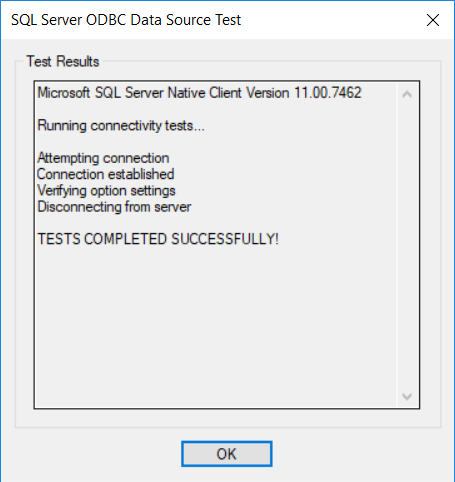 SQL Server ODBC Data Source Test
Test Results
Microsoft SQL Server Native Client Version 11.00.7462
Running connectivity tests...
Attempting connection
Connection established
Verifying option settings
Disconnecting from server
TESTS COMPLETED SUCCESSFULLY!
OK